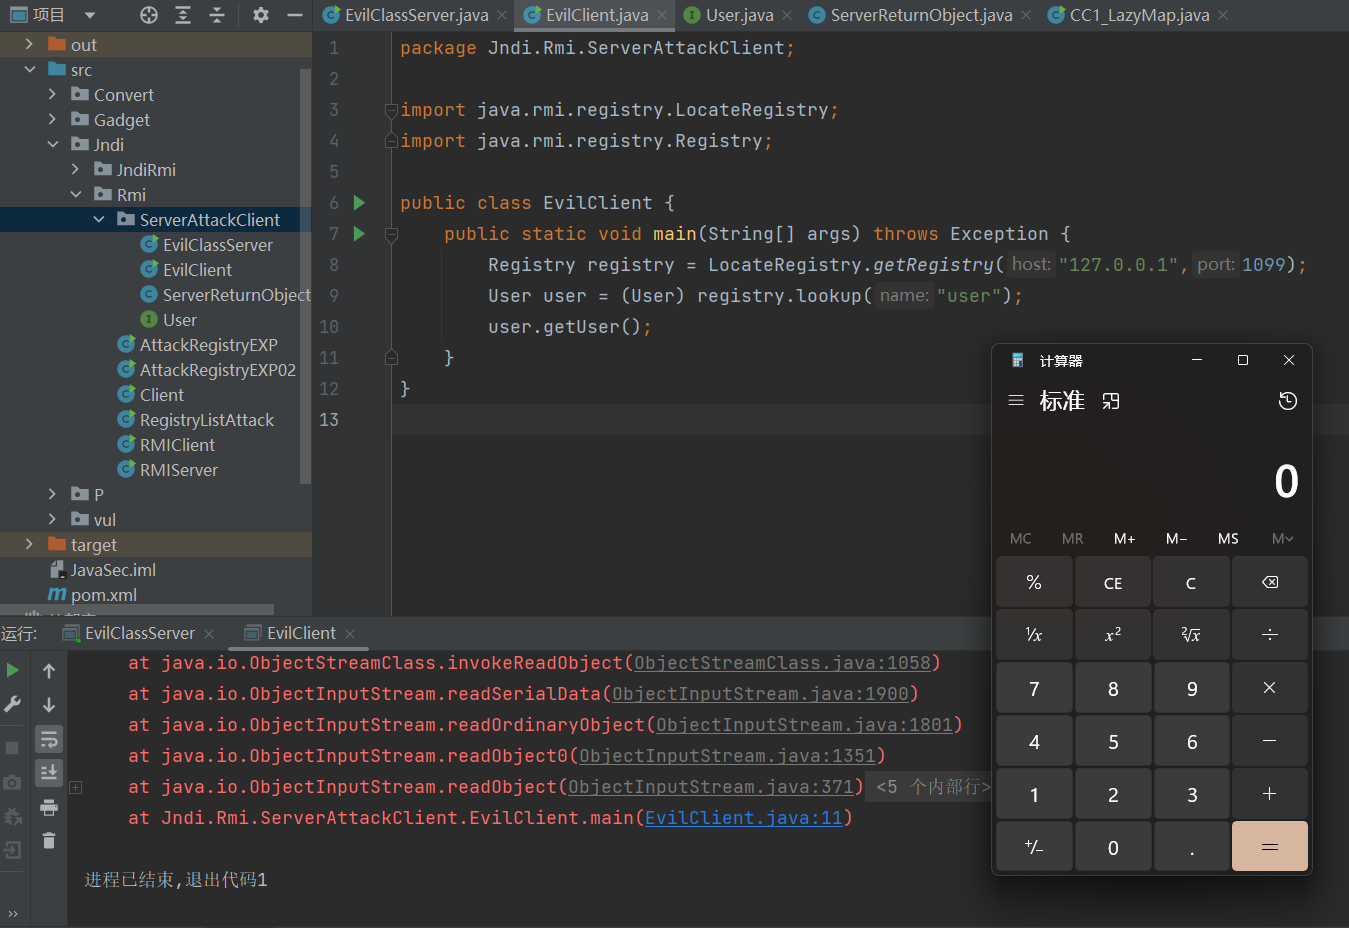 项目
EvilClassServer.java
EvilClient.java
User.java
ServerReturnObject.java
CC1_LazyMap.java
out
src
Convert
Gadget
Jndi
JndiRmi
Rmi
ServerAttackClient
EvilClassServer
EvilClient
ServerReturnObject
User
AttackRegistryEXP
AttackRegistryEXP02
Client
RegistryListAttack
RMIClient
RMIServer
P
vul
target
JavaSec.iml
pom.xml
1 package Jndi.Rmi.ServerAttackClient;
2
3 import java.rmi.registry.LocateRegistry;
4 import java.rmi.registry.Registry;
5
6 public class EvilClient {
7 public static void main(String[] args) throws Exception {
8 Registry registry = LocateRegistry.getRegistry( host: "127.0.0.1", port: 1099);
9 User user = (User) registry.lookup( name: "user");
10 user.getUser();
11 }
12 }
13
计算器
标准
0
MC MR M+ M− MS M
% CE C
¹/x x² ²√x ÷
7 8 9 ×
4 5 6 −
1 2 3 +
+/− 0 . =
运行: EvilClassServer EvilClient
at java.io.ObjectStreamClass.invokeReadObject(ObjectStreamClass.java:1058)
at java.io.ObjectInputStream.readSerialData(ObjectInputStream.java:1900)
at java.io.ObjectInputStream.readOrdinaryObject(ObjectInputStream.java:1801)
at java.io.ObjectInputStream.readObject0(ObjectInputStream.java:1351)
at java.io.ObjectInputStream.readObject(ObjectInputStream.java:371) <5 个内部行>
at Jndi.Rmi.ServerAttackClient.EvilClient.main(EvilClient.java:11)
进程已结束,退出代码1